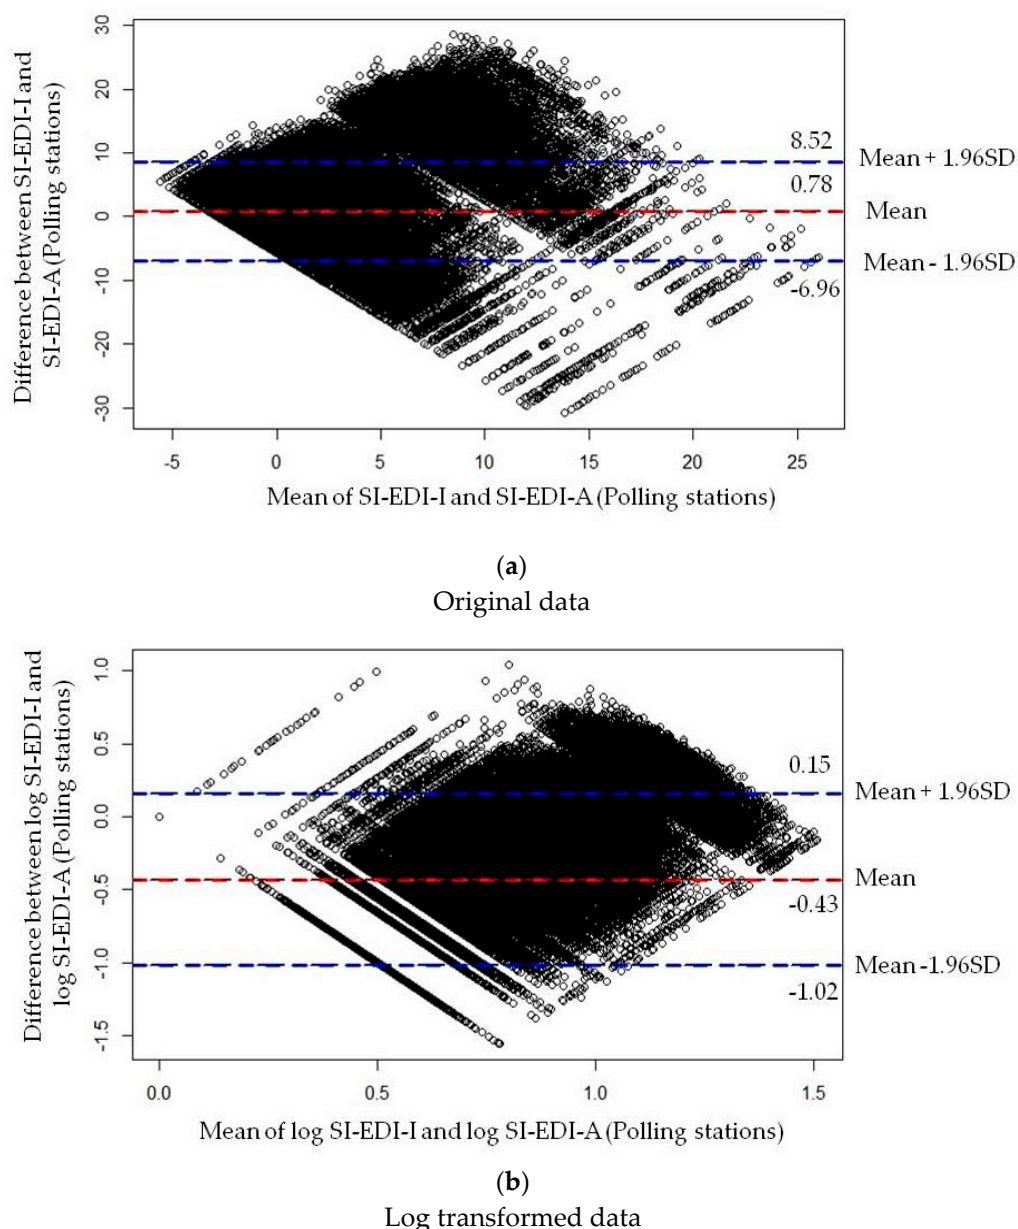 Difference between SI-EDI-I and
SI-EDI-A (Polling stations)
30
20
10
0
-10
-20
-30
8.52
Mean + 1.96SD
0.78
Mean
Mean - 1.96SD
-6.96
-5 0 5 10 15 20 25
Mean of SI-EDI-I and SI-EDI-A (Polling stations)
(a)
Original data
Difference between log SI-EDI-I and
log SI-EDI-A (Polling stations)
1.0
0.5
0.0
-0.5
-1.0
-1.5
0.15
Mean + 1.96SD
Mean
-0.43
Mean -1.96SD
-1.02
0.0 0.5 1.0 1.5
Mean of log SI-EDI-I and log SI-EDI-A (Polling stations)
(b)
Log transformed data